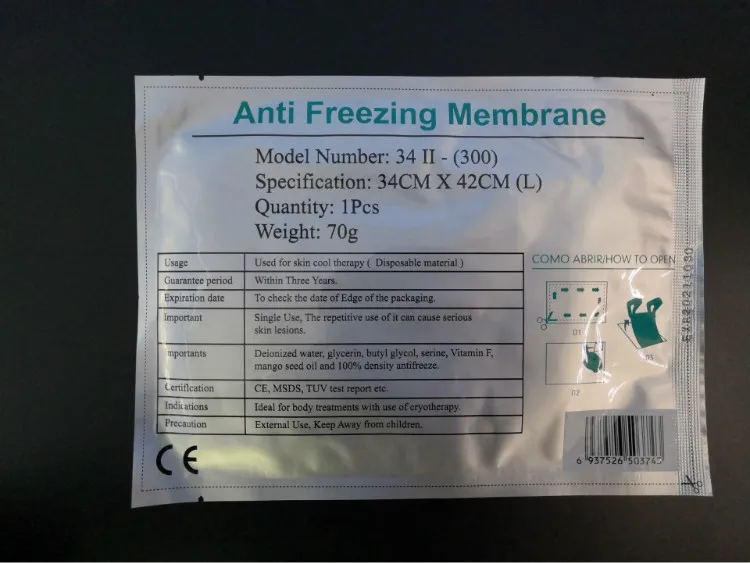 Anti Freezing Membrane
Model Number: 34 II - (300)
Specification: 34CM X 42CM (L)
Quantity: 1Pcs
Weight: 70g
Usage Used for skin cool therapy ( Disposable material )
Guarantee period Within Three Years.
Expiration date To check the date of Edge of the packaging.
Important Single Use, The repetitive use of it can cause serious
skin lesions.
mportants Deionized water, glycerin, butyl glycol, serine, Vitamin F,
mango seed oil and 100% density antifreeze.
Certification CE, MSDS, TUV test report etc.
Indications Ideal for body treatments with use of cryotherapy.
Precaution External Use, Keep Away from children.
CE
COMO ABRIR/HOW TO OPEN
01
02
03
6 937526 503745